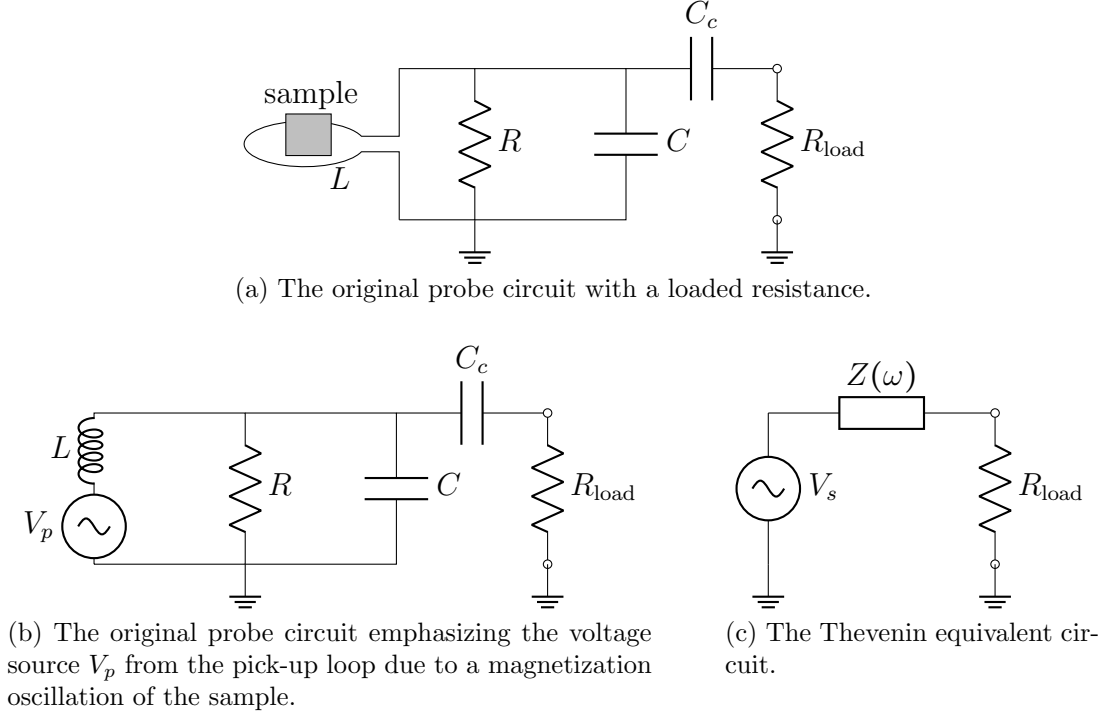 C_c
sample
L
R
C
R_load
(a) The original probe circuit with a loaded resistance.
C_c
L
V_p
R
C
R_load
(b) The original probe circuit emphasizing the voltage
source V_p from the pick-up loop due to a magnetization
oscillation of the sample.
Z(ω)
V_s
R_load
(c) The Thevenin equivalent cir-
cuit.